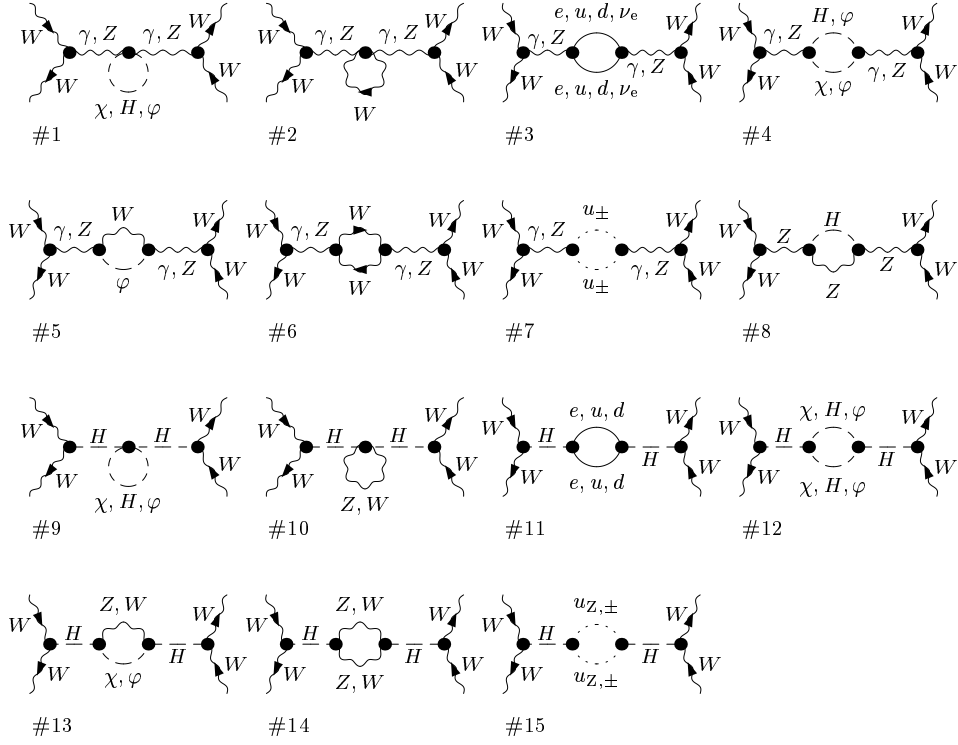 W γ, Z γ, Z W
W W
χ, H, φ
#1
W γ, Z γ, Z W
W W
W
#2
e, u, d, νe
W γ, Z W
W γ, Z W
e, u, d, νe
#3
H, φ
W γ, Z W
W γ, Z W
χ, φ
#4
W
W γ, Z W
W γ, Z W
φ
#5
W
W γ, Z W
W γ, Z W
W
#6
u±
W γ, Z W
W γ, Z W
u±
#7
H
W Z W
W Z W
Z
#8
W H H W
W W
χ, H, φ
#9
W H H W
W W
Z, W
#10
e, u, d
W H W
W H W
e, u, d
#11
χ, H, φ
W H W
W H W
χ, H, φ
#12
Z, W
W H W
W H W
χ, φ
#13
Z, W
W H W
W H W
Z, W
#14
uZ,±
W H W
W H W
uZ,±
#15